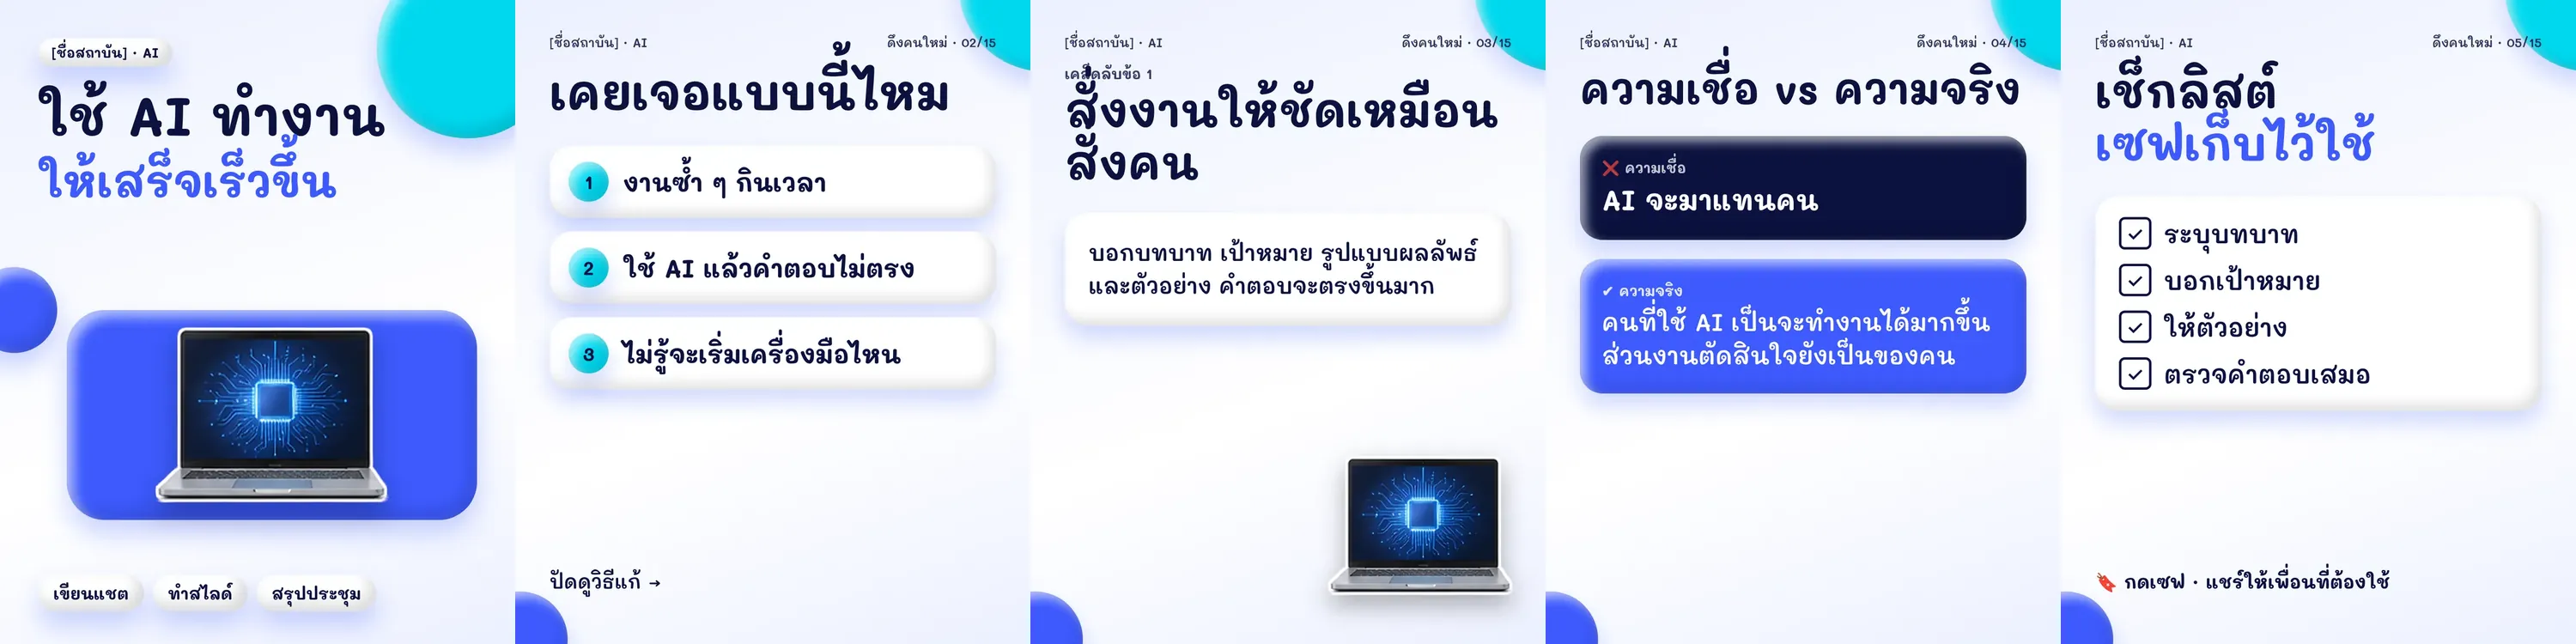 [ชื่อสถาบัน] · AI
ใช้ AI ทำงาน
ให้เสร็จเร็วขึ้น
เขียนแชต
ทำสไลด์
สรุปประชุม
[ชื่อสถาบัน] · AI
ดึงคนใหม่ · 02/15
เคยเจอแบบนี้ไหม
1 งานซ้ำ ๆ กินเวลา
2 ใช้ AI แล้วคำตอบไม่ตรง
3 ไม่รู้จะเริ่มเครื่องมือไหน
ปัดดูวิธีแก้ →
[ชื่อสถาบัน] · AI
ดึงคนใหม่ · 03/15
เคล็ดลับข้อ 1
สั่งงานให้ชัดเหมือน
สั่งคน
บอกบทบาท เป้าหมาย รูปแบบผลลัพธ์
และตัวอย่าง คำตอบจะตรงขึ้นมาก
[ชื่อสถาบัน] · AI
ดึงคนใหม่ · 04/15
ความเชื่อ vs ความจริง
❌ ความเชื่อ
AI จะมาแทนคน
✔ ความจริง
คนที่ใช้ AI เป็นจะทำงานได้มากขึ้น
ส่วนงานตัดสินใจยังเป็นของคน
[ชื่อสถาบัน] · AI
ดึงคนใหม่ · 05/15
เช็กลิสต์
เซฟเก็บไว้ใช้
ระบุบทบาท
บอกเป้าหมาย
ให้ตัวอย่าง
ตรวจคำตอบเสมอ
🔖 กดเซฟ · แชร์ให้เพื่อนที่ต้องใช้